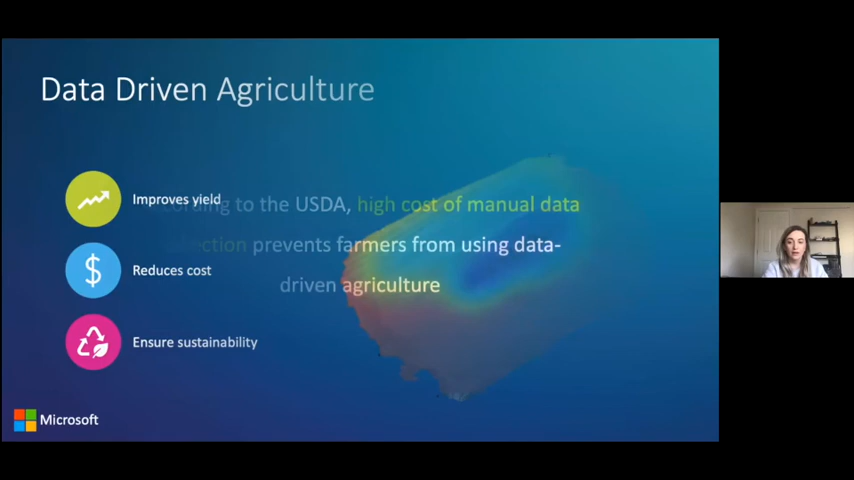 Data Driven Agriculture
Improves yield
to the USDA, high cost of manual data
prevents farmers from using data-
driven agriculture
Reduces cost
$
Ensure sustainability
Microsoft